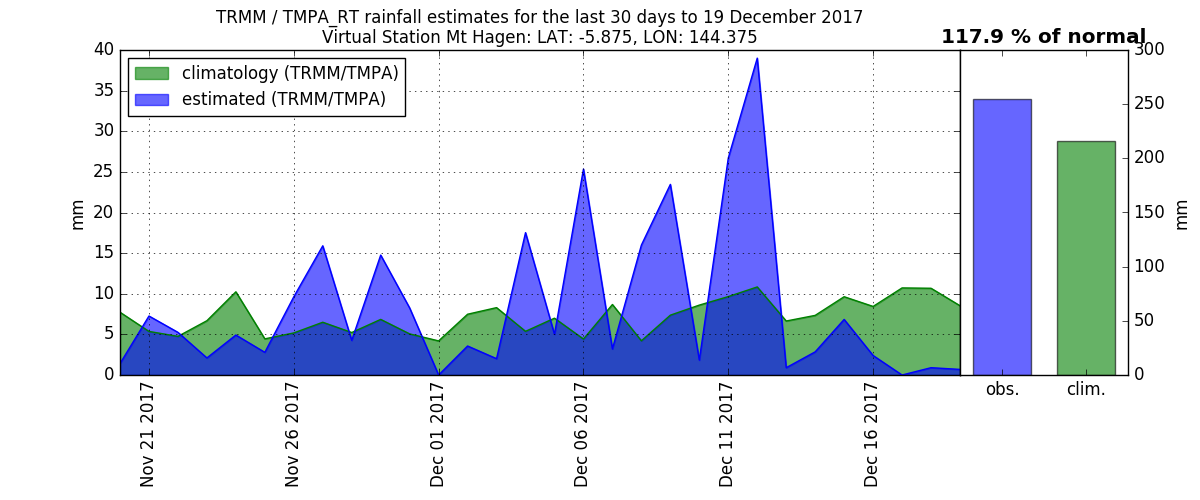 TRMM / TMPA_RT rainfall estimates for the last 30 days to 19 December 2017
Virtual Station Mt Hagen: LAT: -5.875, LON: 144.375
117.9 % of normal
climatology (TRMM/TMPA)
estimated (TRMM/TMPA)
40
35
30
25
20
15
10
5
0
mm
Nov 21 2017
Nov 26 2017
Dec 01 2017
Dec 06 2017
Dec 11 2017
Dec 16 2017
300
250
200
150
100
50
0
mm
obs.
clim.